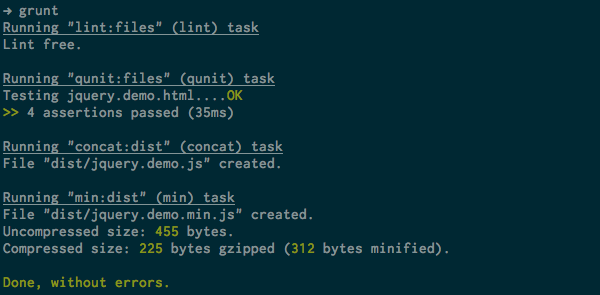 → grunt
Running "lint:files" (lint) task
Lint free.
Running "qunit:files" (qunit) task
Testing jquery.demo.html....OK
>> 4 assertions passed (35ms)
Running "concat:dist" (concat) task
File "dist/jquery.demo.js" created.
Running "min:dist" (min) task
File "dist/jquery.demo.min.js" created.
Uncompressed size: 455 bytes.
Compressed size: 225 bytes gzipped (312 bytes minified).
Done, without errors.